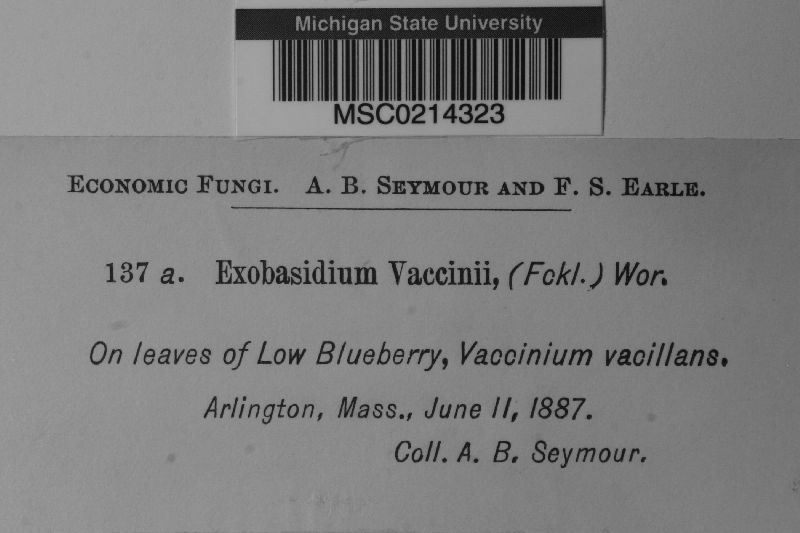 Michigan State University
MSC0214323
Economic Fungi. A. B. Seymour and F. S. Earle.
137 a. Exobasidium Vaccinii, (Fckl.) Wor.
On leaves of Low Blueberry, Vaccinium vacillans.
Arlington, Mass., June 11, 1887.
Coll. A. B. Seymour.